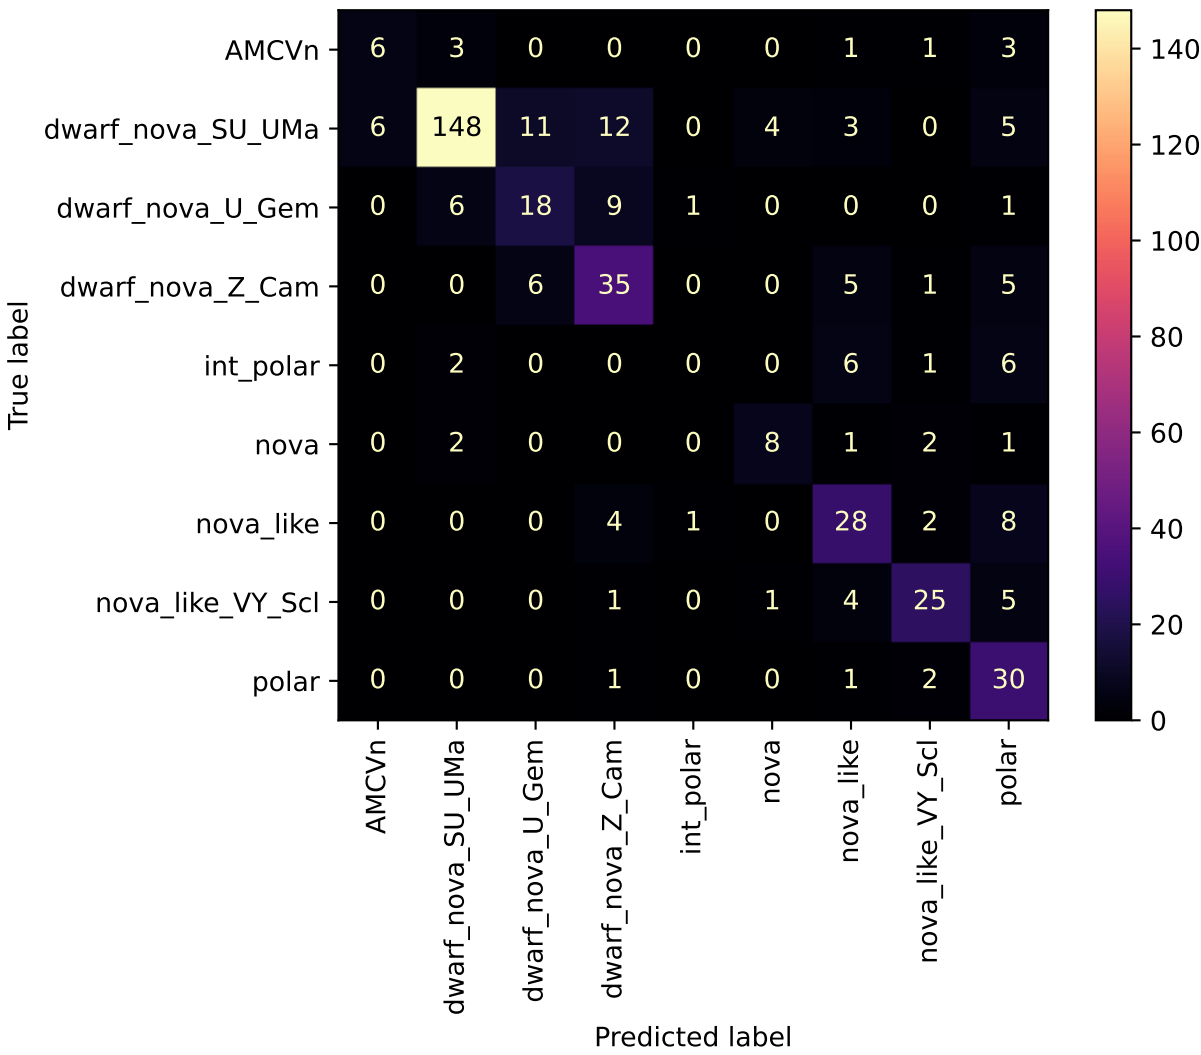 AMCVn 6 3 0 0 0 0 1 1 3
dwarf_nova_SU_UMa 6 148 11 12 0 4 3 0 5
dwarf_nova_U_Gem 0 6 18 9 1 0 0 0 1
dwarf_nova_Z_Cam 0 0 6 35 0 0 5 1 5
int_polar 0 2 0 0 0 0 6 1 6
nova 0 2 0 0 0 8 1 2 1
nova_like 0 0 0 4 1 0 28 2 8
nova_like_VY_Scl 0 0 0 1 0 1 4 25 5
polar 0 0 0 1 0 0 1 2 30
True label
AMCVn
dwarf_nova_SU_UMa
dwarf_nova_U_Gem
dwarf_nova_Z_Cam
int_polar
nova
nova_like
nova_like_VY_Scl
polar
Predicted label
140
120
100
80
60
40
20
0